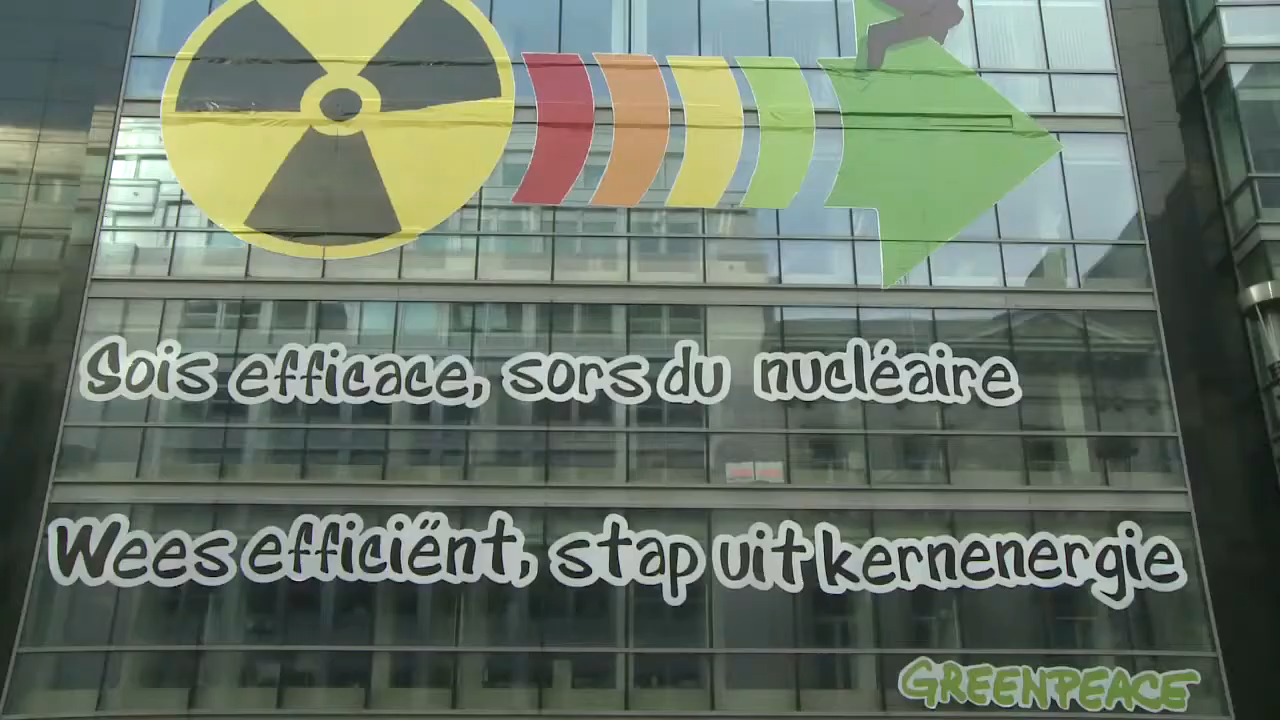 Sois efficace, sors du nucléaire
Wees efficiënt, stap uit kernenergie
GREENPEACE